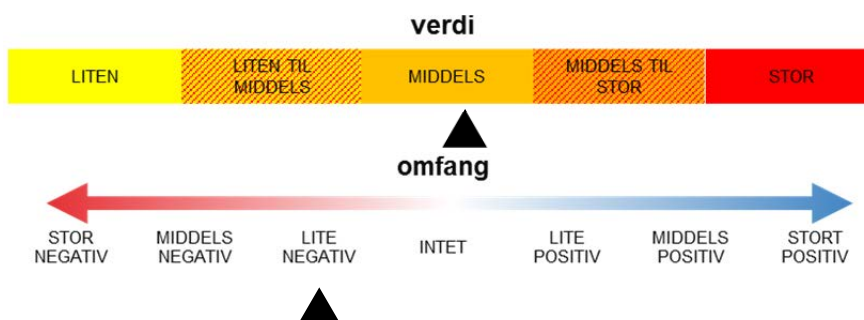 verdi
LITEN
LITEN TIL
MIDDELS
MIDDELS
MIDDELS TIL
STOR
STOR
omfang
STOR
NEGATIV
MIDDELS
NEGATIV
LITE
NEGATIV
INTET
LITE
POSITIV
MIDDELS
POSITIV
STORT
POSITIV